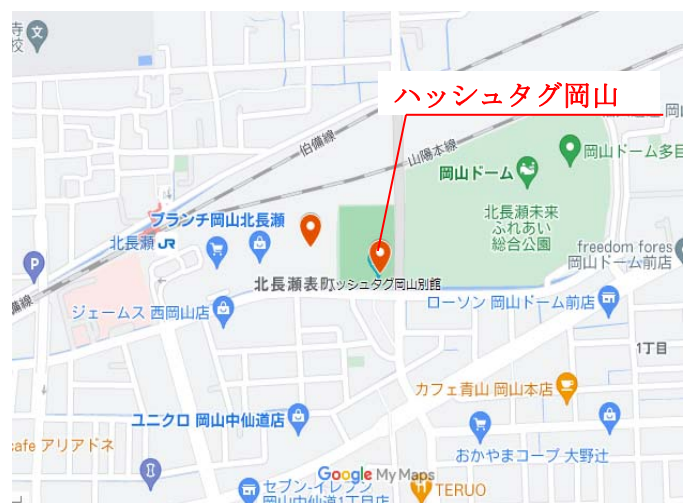 寺
校
文
ハッシュタグ岡山
伯備線
山陽本線
岡山ドーム
岡山ドーム多目
北長瀬未来
ふれあい
総合公園
ブランチ岡山北長瀬
北長瀬 JR
freedom fores
岡山ドーム前店
P
北長瀬表町
ハッシュタグ岡山別館
備線
ジェームス 西岡山店
ローソン 岡山ドーム前店
1丁目
カフェ青山 岡山本店
ユニクロ 岡山中仙道店
cafe アリアドネ
おかやまコープ 大野辻
Google My Maps
セブン-イレブン
岡山中仙道1丁目店
TERUO